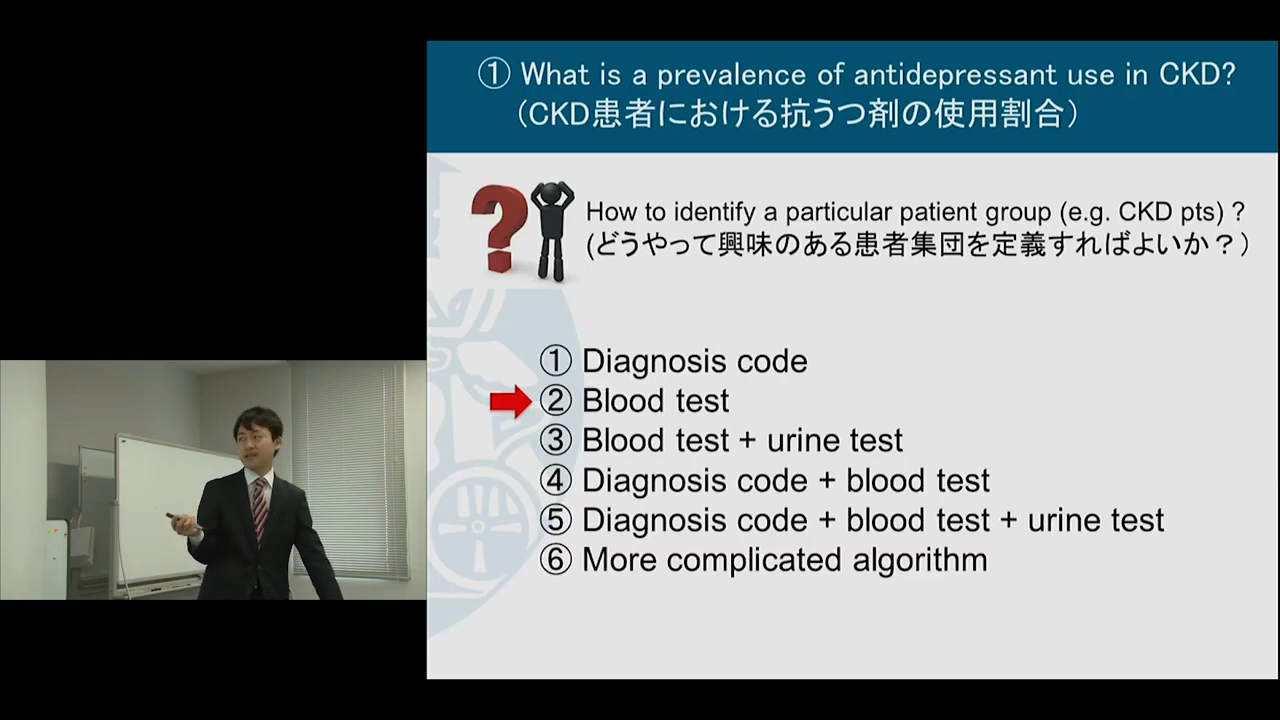 ① What is a prevalence of antidepressant use in CKD?
（CKD患者における抗うつ剤の使用割合）
How to identify a particular patient group (e.g. CKD pts) ?
(どうやって興味のある患者集団を定義すればよいか？）
① Diagnosis code
② Blood test
③ Blood test + urine test
④ Diagnosis code + blood test
⑤ Diagnosis code + blood test + urine test
⑥ More complicated algorithm